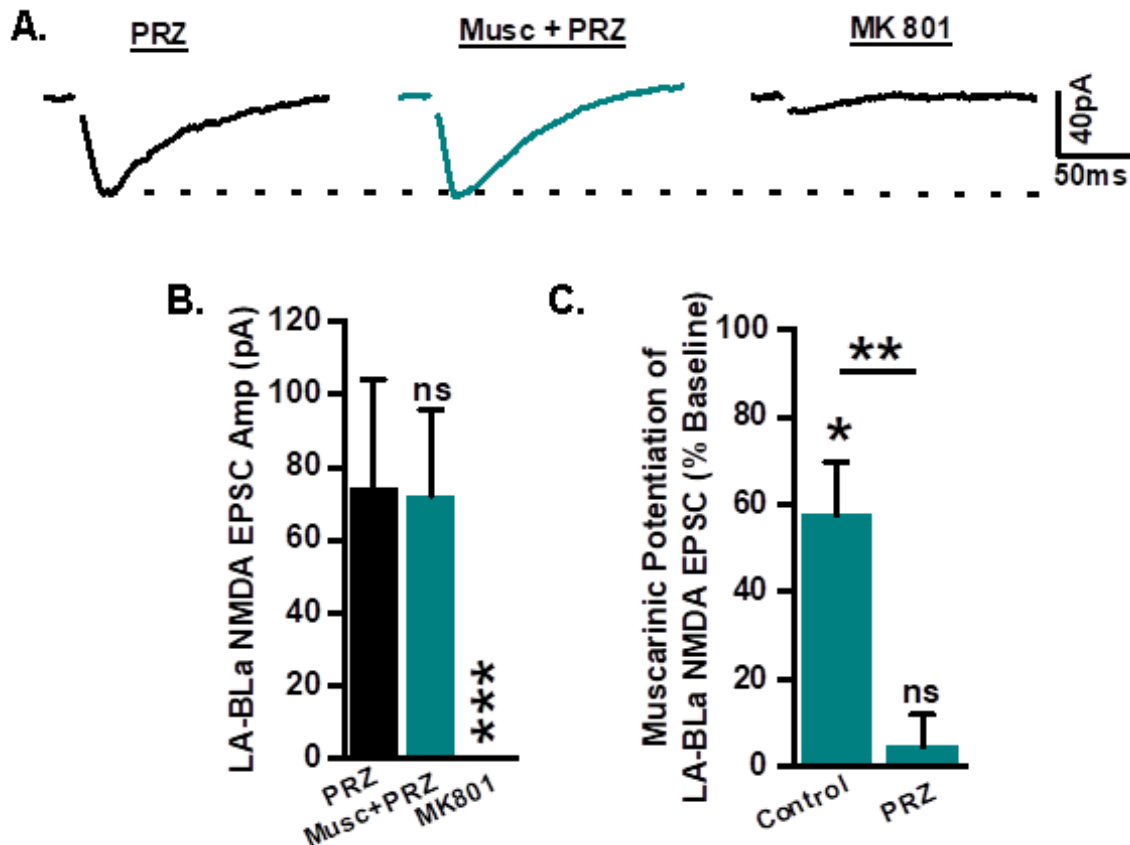 A.
PRZ
Musc + PRZ
MK 801
40pA
50ms
B.
LA-BLa NMDA EPSC Amp (pA)
120
100
80
60
40
20
0
ns
***
PRZ
Musc+PRZ
MK801
C.
Muscarinic Potentiation of
LA-BLa NMDA EPSC (% Baseline)
100
80
60
40
20
0
**
*
ns
Control
PRZ